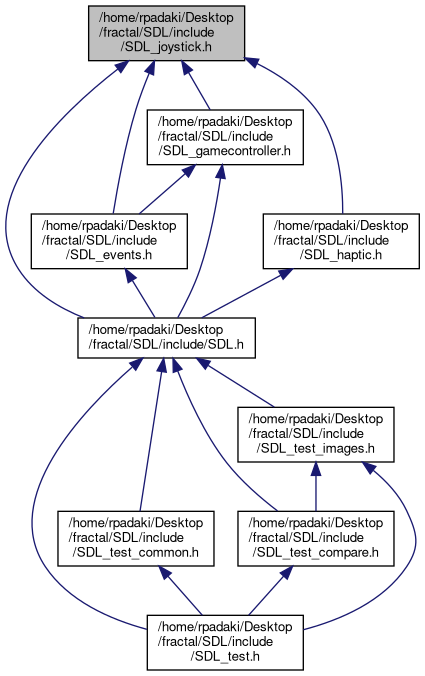 /home/rpadaki/Desktop
/fractal/SDL/include
/SDL_joystick.h
/home/rpadaki/Desktop
/fractal/SDL/include
/SDL_gamecontroller.h
/home/rpadaki/Desktop
/fractal/SDL/include
/SDL_events.h
/home/rpadaki/Desktop
/fractal/SDL/include
/SDL_haptic.h
/home/rpadaki/Desktop
/fractal/SDL/include/SDL.h
/home/rpadaki/Desktop
/fractal/SDL/include
/SDL_test_images.h
/home/rpadaki/Desktop
/fractal/SDL/include
/SDL_test_common.h
/home/rpadaki/Desktop
/fractal/SDL/include
/SDL_test_compare.h
/home/rpadaki/Desktop
/fractal/SDL/include
/SDL_test.h